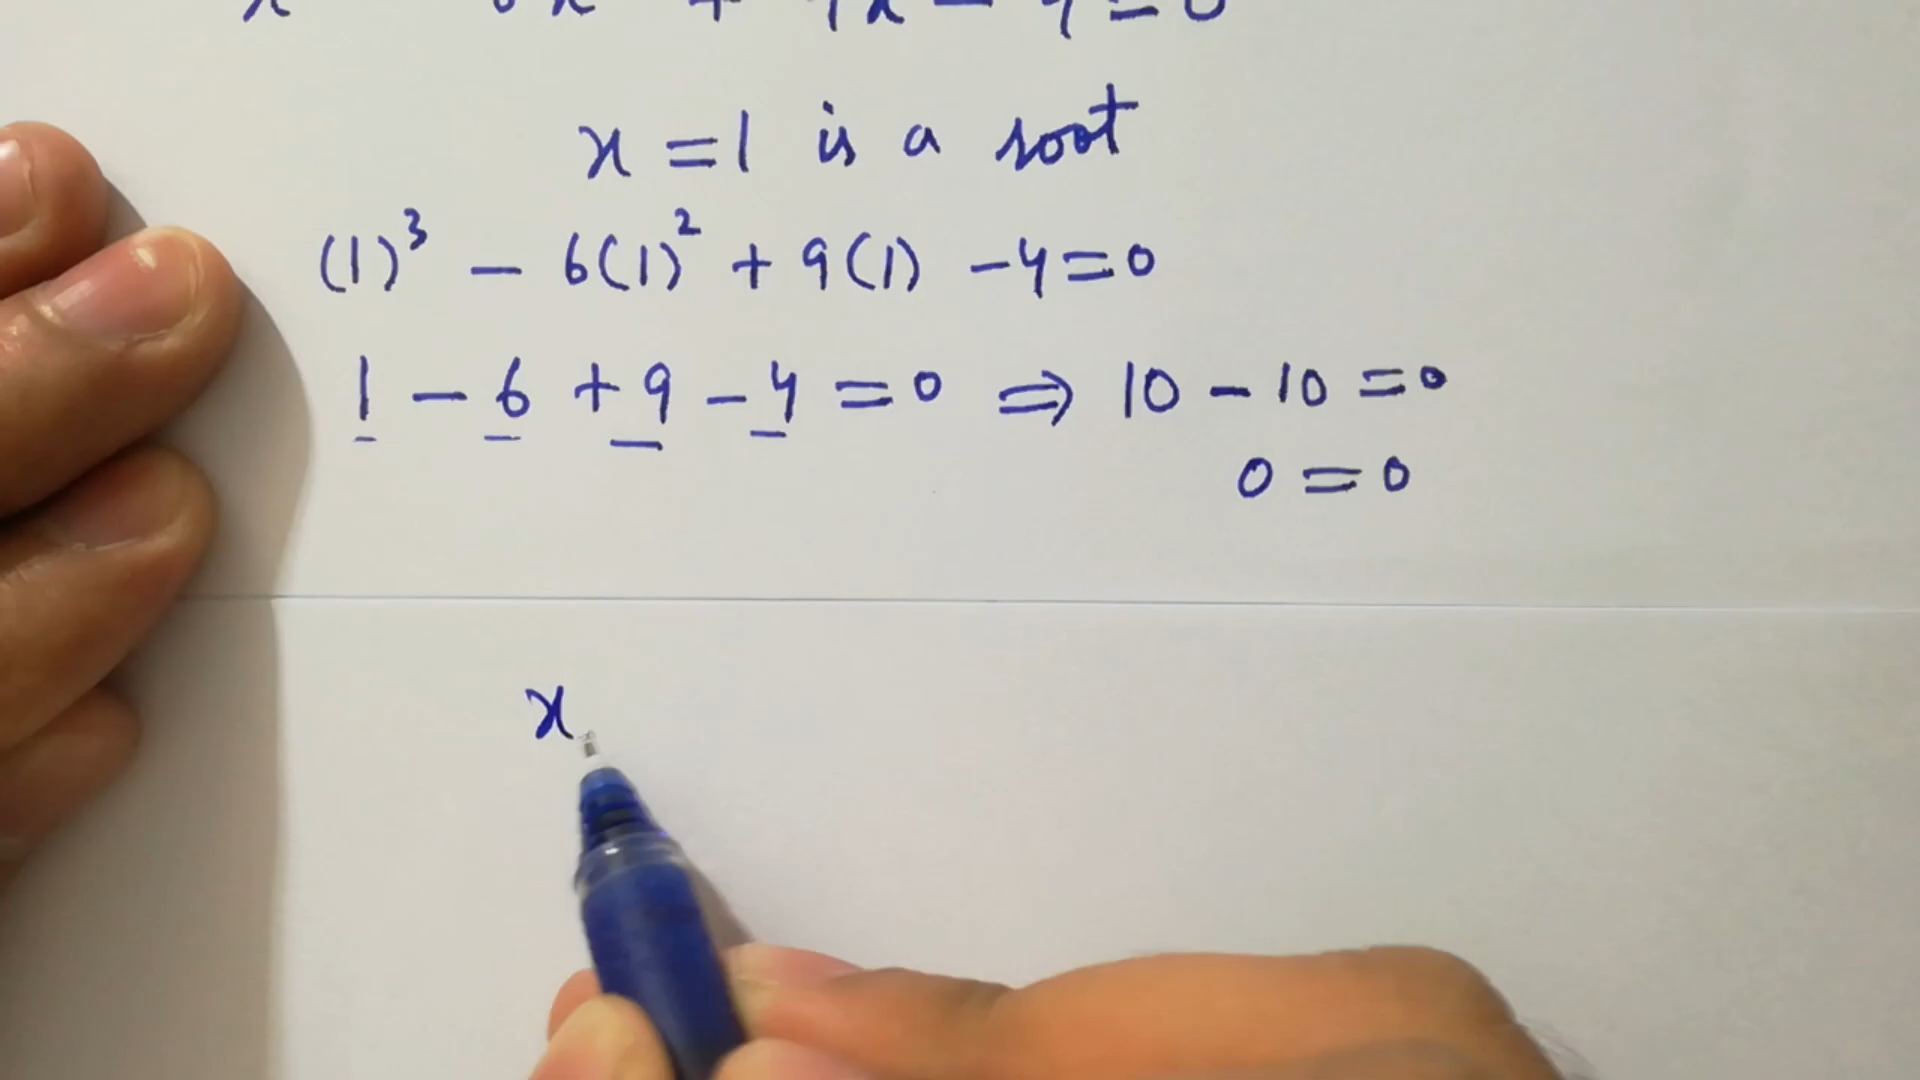 x = 1 is a root
(1)³ - 6(1)² + 9(1) - 4 = 0
1 - 6 + 9 - 4 = 0 ⇒ 10 - 10 = 0
0 = 0
x